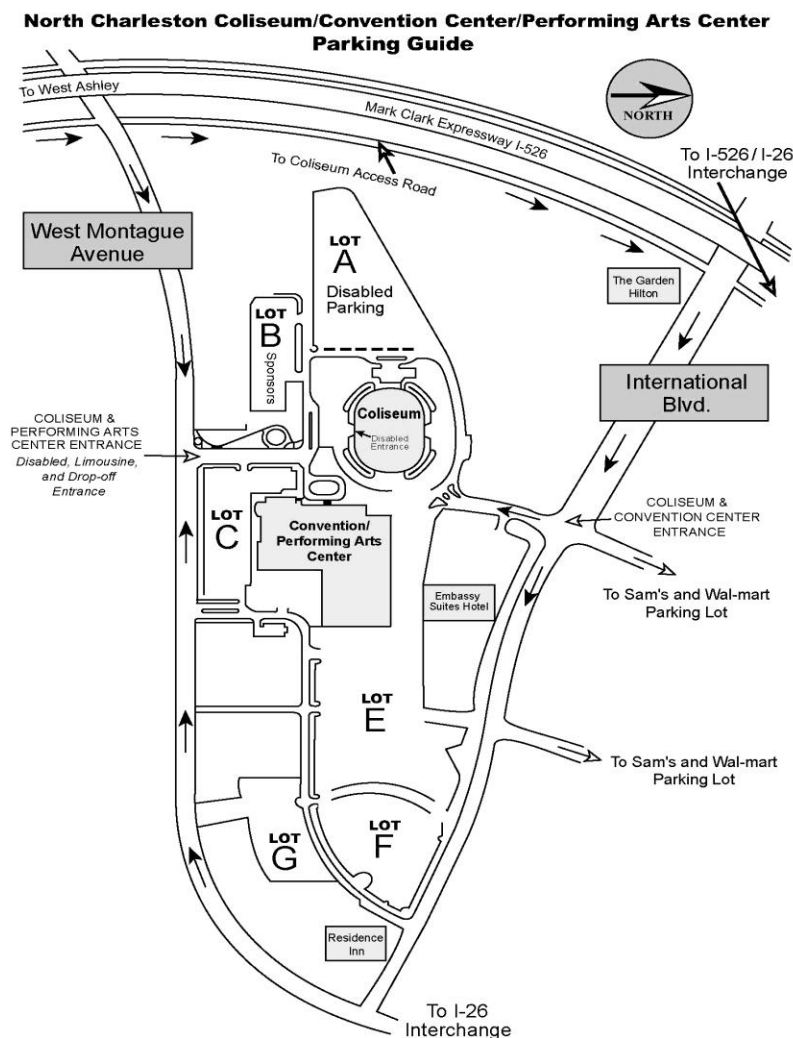 North Charleston Coliseum/Convention Center/Performing Arts Center
Parking Guide
To West Ashley
Mark Clark Expressway I-526
NORTH
To Coliseum Access Road
To I-526/ I-26
Interchange
West Montague
Avenue
LOT
A
Disabled
Parking
The Garden
Hilton
LOT
B
Sponsors
International
Blvd.
Coliseum
Disabled
Entrance
COLISEUM &
PERFORMING ARTS
CENTER ENTRANCE
Disabled, Limousine,
and Drop-off
Entrance
COLISEUM &
CONVENTION CENTER
ENTRANCE
LOT
C
Convention/
Performing Arts
Center
Embassy
Suites Hotel
To Sam's and Wal-mart
Parking Lot
LOT
E
To Sam's and Wal-mart
Parking Lot
LOT
F
LOT
G
Residence
Inn
To I-26
Interchange